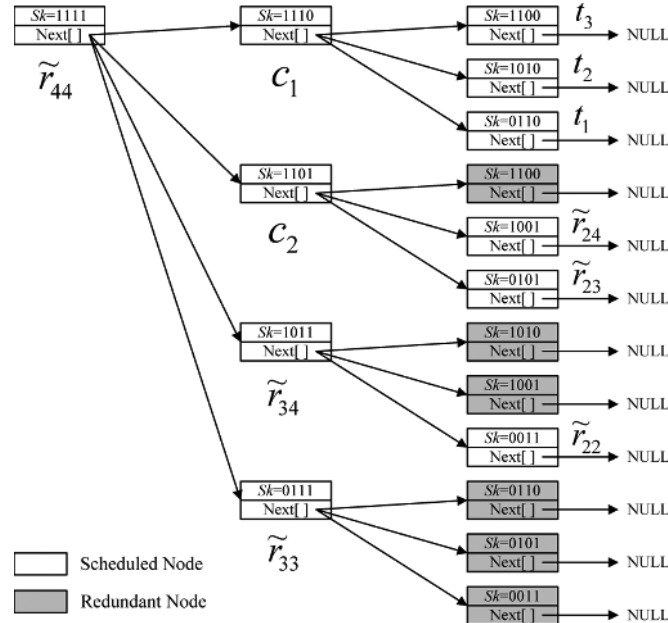 Sk=1111
Next[ ]
r̃₄₄
Sk=1110
Next[ ]
c₁
Sk=1100
Next[ ]
t₃
NULL
Sk=1010
Next[ ]
t₂
NULL
Sk=0110
Next[ ]
t₁
NULL
Sk=1101
Next[ ]
c₂
Sk=1100
Next[ ]
NULL
Sk=1001
Next[ ]
r̃₂₄
NULL
Sk=0101
Next[ ]
r̃₂₃
NULL
Sk=1011
Next[ ]
r̃₃₄
Sk=1010
Next[ ]
NULL
Sk=1001
Next[ ]
NULL
Sk=0011
Next[ ]
r̃₂₂
NULL
Sk=0111
Next[ ]
r̃₃₃
Sk=0110
Next[ ]
NULL
Sk=0101
Next[ ]
NULL
Sk=0011
Next[ ]
NULL
Scheduled Node
Redundant Node